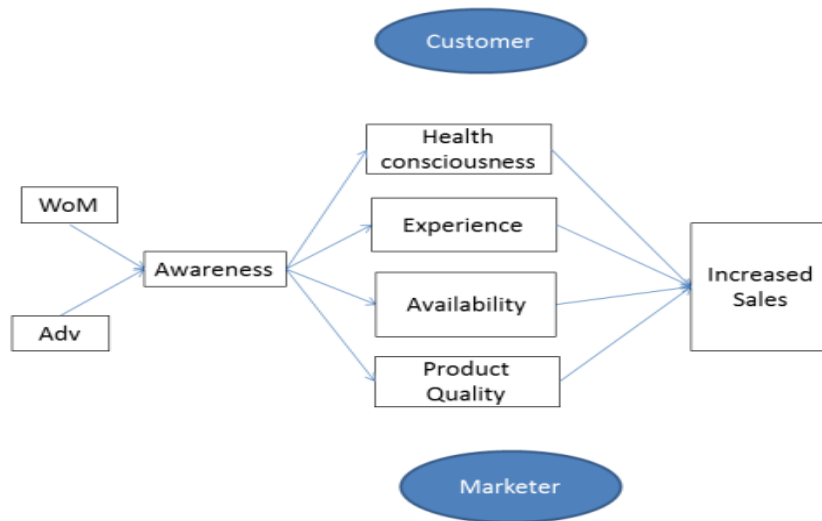 Customer
Health
consciousness
WoM
Experience
Awareness
Increased
Sales
Availability
Adv
Product
Quality
Marketer